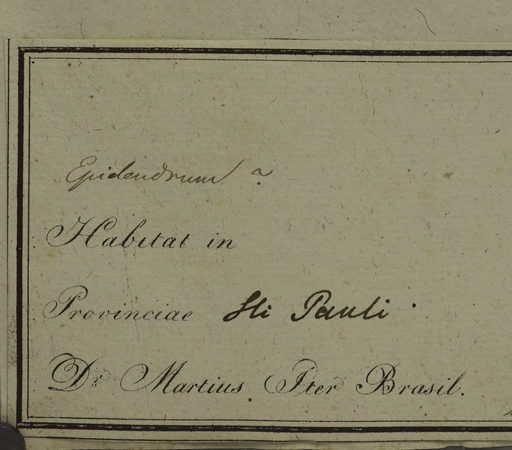 Epidendrum ?
Habitat in
Provinciae Sti Pauli.
Dr. Martius Iter Brasil.